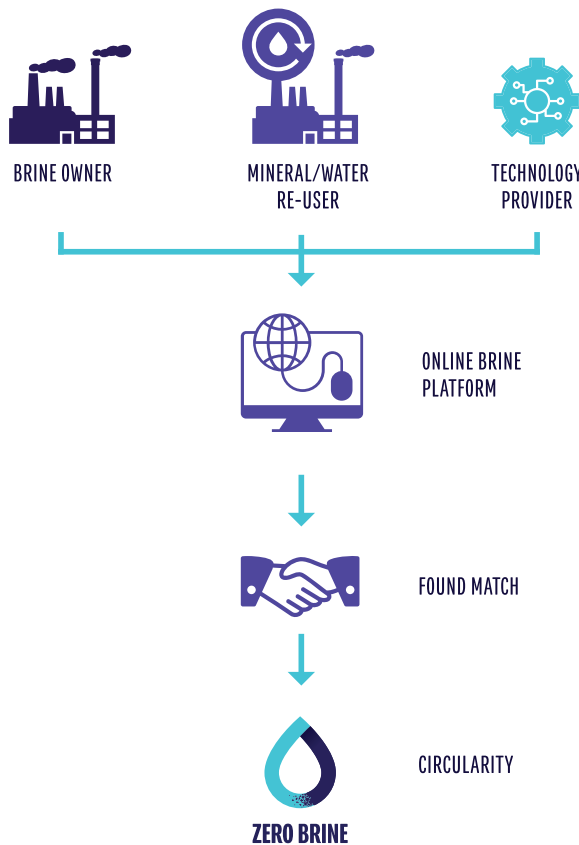 BRINE OWNER
MINERAL/WATER
RE-USER
TECHNOLOGY
PROVIDER
ONLINE BRINE
PLATFORM
FOUND MATCH
CIRCULARITY
ZERO BRINE